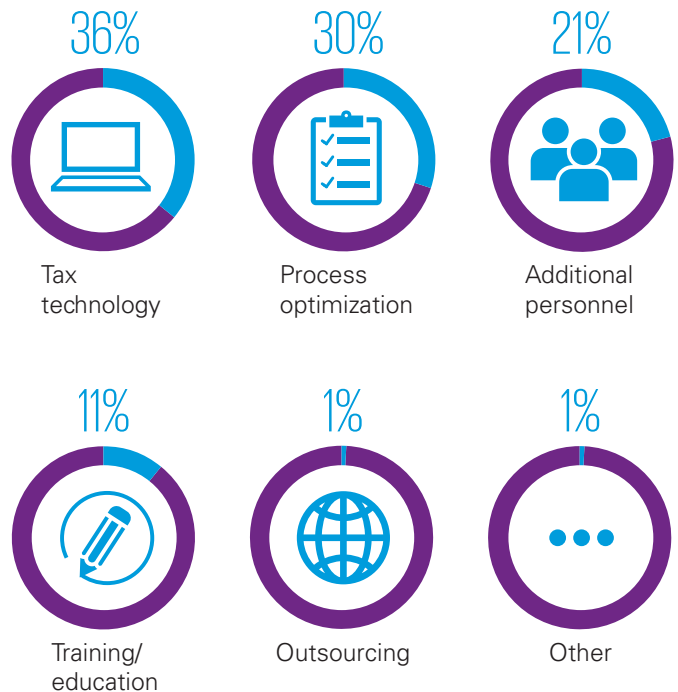 36%
30%
21%
Tax
technology
Process
optimization
Additional
personnel
11%
1%
1%
Training/
education
Outsourcing
Other